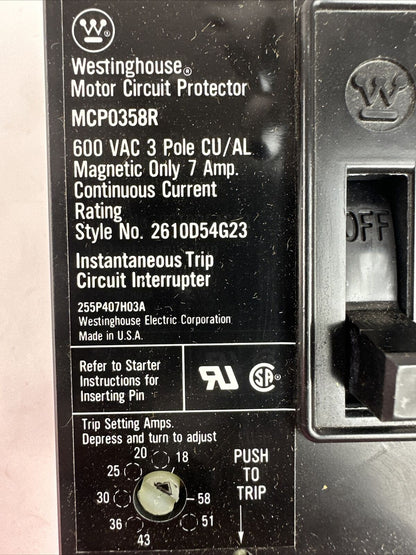 W
Westinghouse®
Motor Circuit Protector
MCP0358R
600 VAC 3 Pole CU/AL
Magnetic Only 7 Amp.
Continuous Current
Rating
Style No. 2610D54G23
Instantaneous Trip
Circuit Interrupter
255P407H03A
Westinghouse Electric Corporation
Made in U.S.A.
Refer to Starter
Instructions for
Inserting Pin
RU SA ®
Trip Setting Amps.
Depress and turn to adjust
20 18
25
30 58
36 51
43
PUSH
TO
TRIP
W
OFF